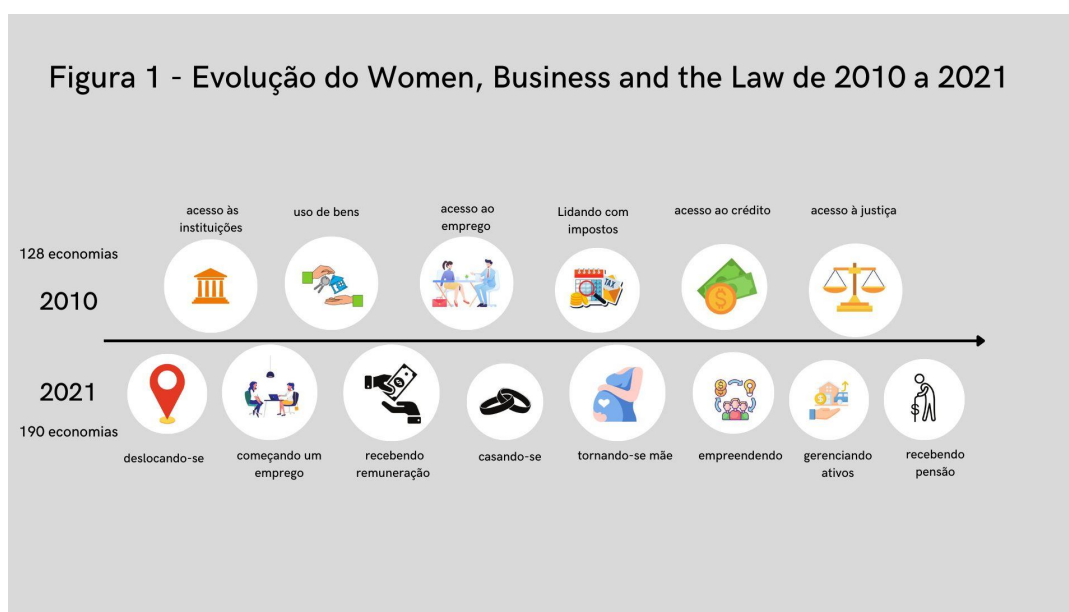 Figura 1 - Evolução do Women, Business and the Law de 2010 a 2021
acesso às
instituições
uso de bens
acesso ao
emprego
Lidando com
impostos
acesso ao crédito
acesso à justiça
128 economias
2010
TAX
2021
190 economias
deslocando-se
começando um
emprego
recebendo
remuneração
casando-se
tornando-se mãe
empreendendo
gerenciando
ativos
recebendo
pensão